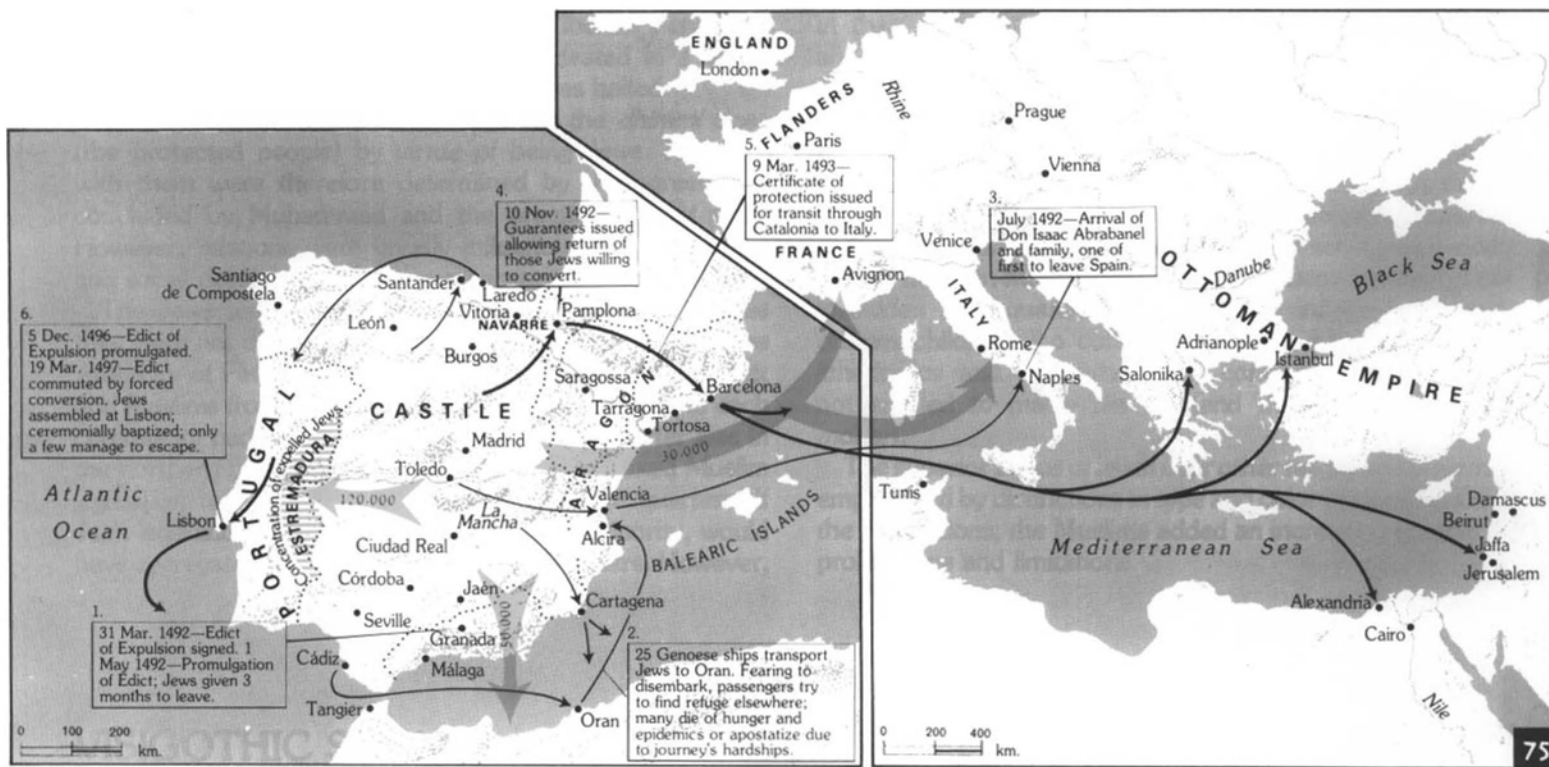 ENGLAND
London
FLANDERS
Rhine
Paris
Prague
Vienna
5.
9 Mar. 1493—
Certificate of
protection issued
for transit through
Catalonia to Italy.
FRANCE
Avignon
3.
July 1492—Arrival of
Don Isaac Abrabanel
and family, one of
first to leave Spain.
Venice
ITALY
Rome
Naples
OTTOMAN EMPIRE
Danube
Black Sea
Adrianople
Istanbul
Salonika
4.
10 Nov. 1492—
Guarantees issued
allowing return of
those Jews willing
to convert.
Santiago
de Compostela
Santander
Laredo
León
Vitoria
NAVARRE
Pamplona
Burgos
6.
5 Dec. 1496—Edict of
Expulsion promulgated.
19 Mar. 1497—Edict
commuted by forced
conversion. Jews
assembled at Lisbon;
ceremonially baptized; only
a few manage to escape.
Saragossa
Barcelona
Tarragona
Tortosa
CASTILE
ARAGON
Madrid
Toledo
30.000
120.000
PORTUGAL
Concentration of expelled Jews
ESTREMADURA
Atlantic
Ocean
Lisbon
La
Mancha
Valencia
Alcira
BALEARIC ISLANDS
Ciudad Real
Córdoba
Jaén
Cartagena
Seville
Granada
50.000
1.
31 Mar. 1492—Edict
of Expulsion signed. 1
May 1492—Promulgation
of Edict; Jews given 3
months to leave.
Cádiz
Málaga
Tangier
Oran
2.
25 Genoese ships transport
Jews to Oran. Fearing to
disembark, passengers try
to find refuge elsewhere;
many die of hunger and
epidemics or apostatize due
to journey's hardships.
Tunis
Mediterranean Sea
Damascus
Beirut
Jaffa
Jerusalem
Alexandria
Cairo
Nile
0 100 200
km.
0 200 400
km.
75